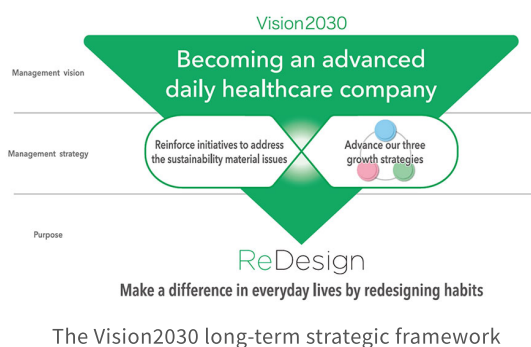 Vision2030
Management vision
Becoming an advanced
daily healthcare company
Management strategy
Reinforce initiatives to address
the sustainability material issues
Advance our three
growth strategies
Purpose
ReDesign
Make a difference in everyday lives by redesigning habits
The Vision2030 long-term strategic framework